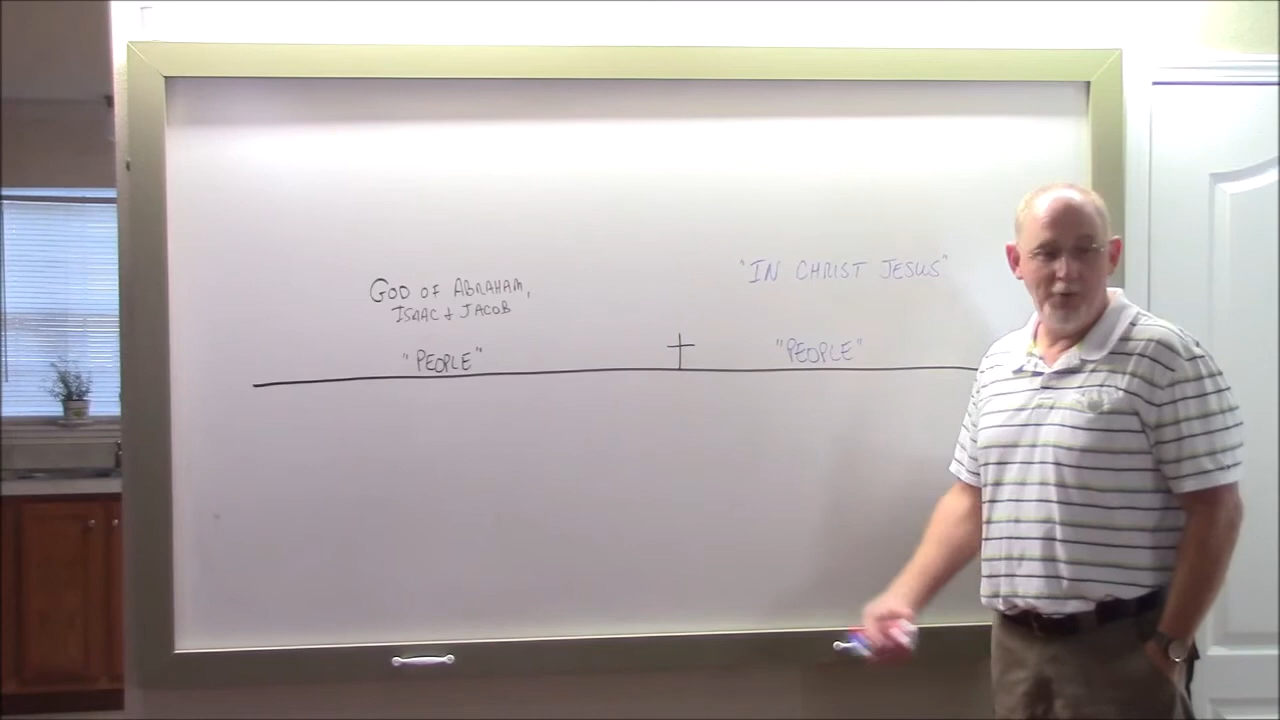 GOD OF ABRAHAM,
ISAAC + JACOB
"PEOPLE"
"IN CHRIST JESUS"
"PEOPLE"